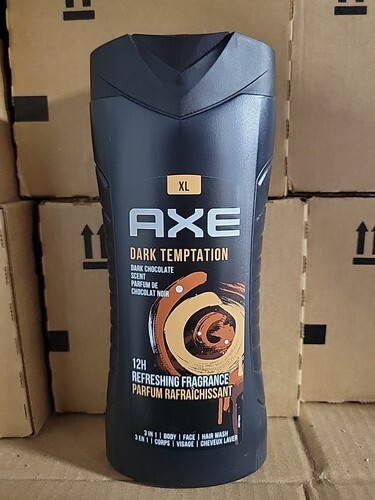 XL
AXE
DARK TEMPTATION
DARK CHOCOLATE
SCENT
PARFUM DE
CHOCOLAT NOIR
12H
REFRESHING FRAGRANCE
PARFUM RAFRAÎCHISSANT
3 IN 1 | BODY | FACE | HAIR WASH
3 EN 1 | CORPS | VISAGE | CHEVEUX LAVER